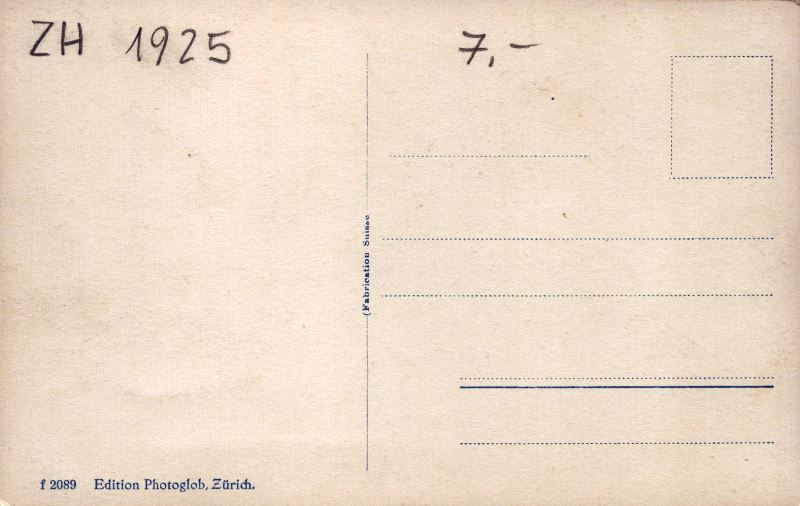 ZH 1925
7,-
(Fabrication Suisse
f 2089 Edition Photoglob, Zürich.